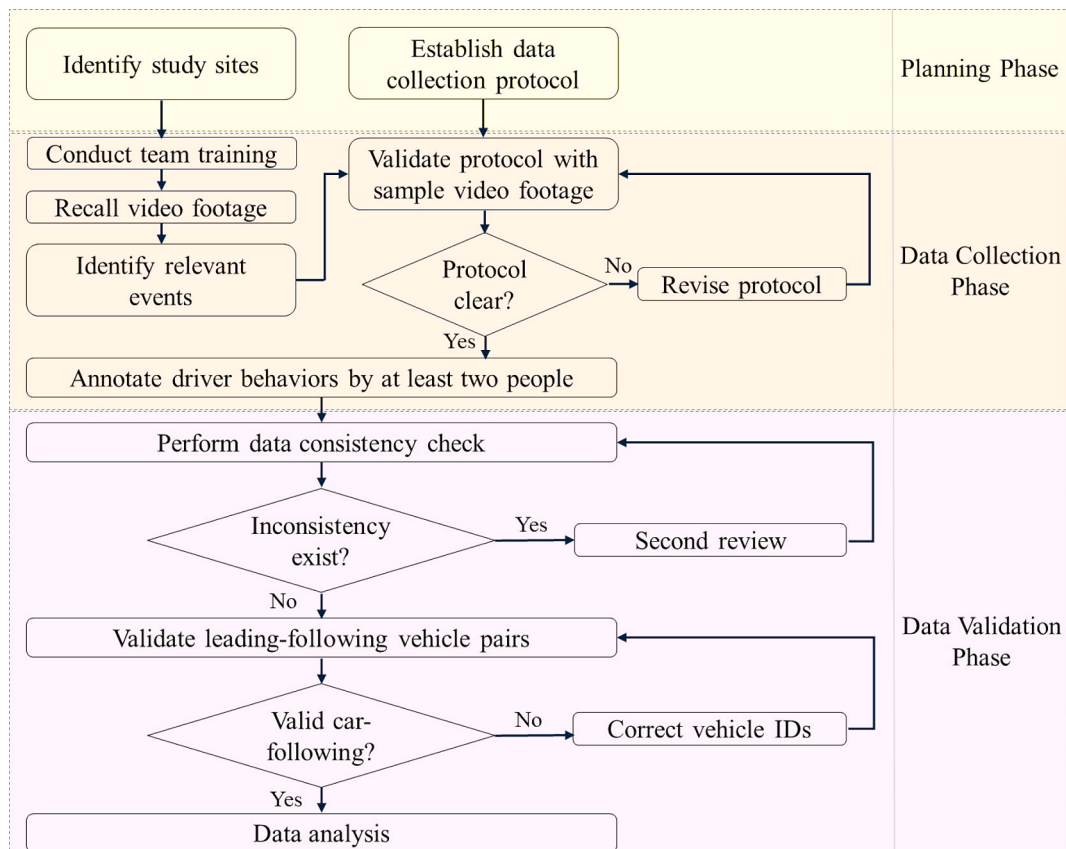 Identify study sites
Establish data
collection protocol
Planning Phase
Conduct team training
Recall video footage
Identify relevant
events
Validate protocol with
sample video footage
Protocol
clear?
No
Revise protocol
Data Collection
Phase
Yes
Annotate driver behaviors by at least two people
Perform data consistency check
Inconsistency
exist?
Yes
Second review
No
Validate leading-following vehicle pairs
Data Validation
Phase
Valid car-
following?
No
Correct vehicle IDs
Yes
Data analysis